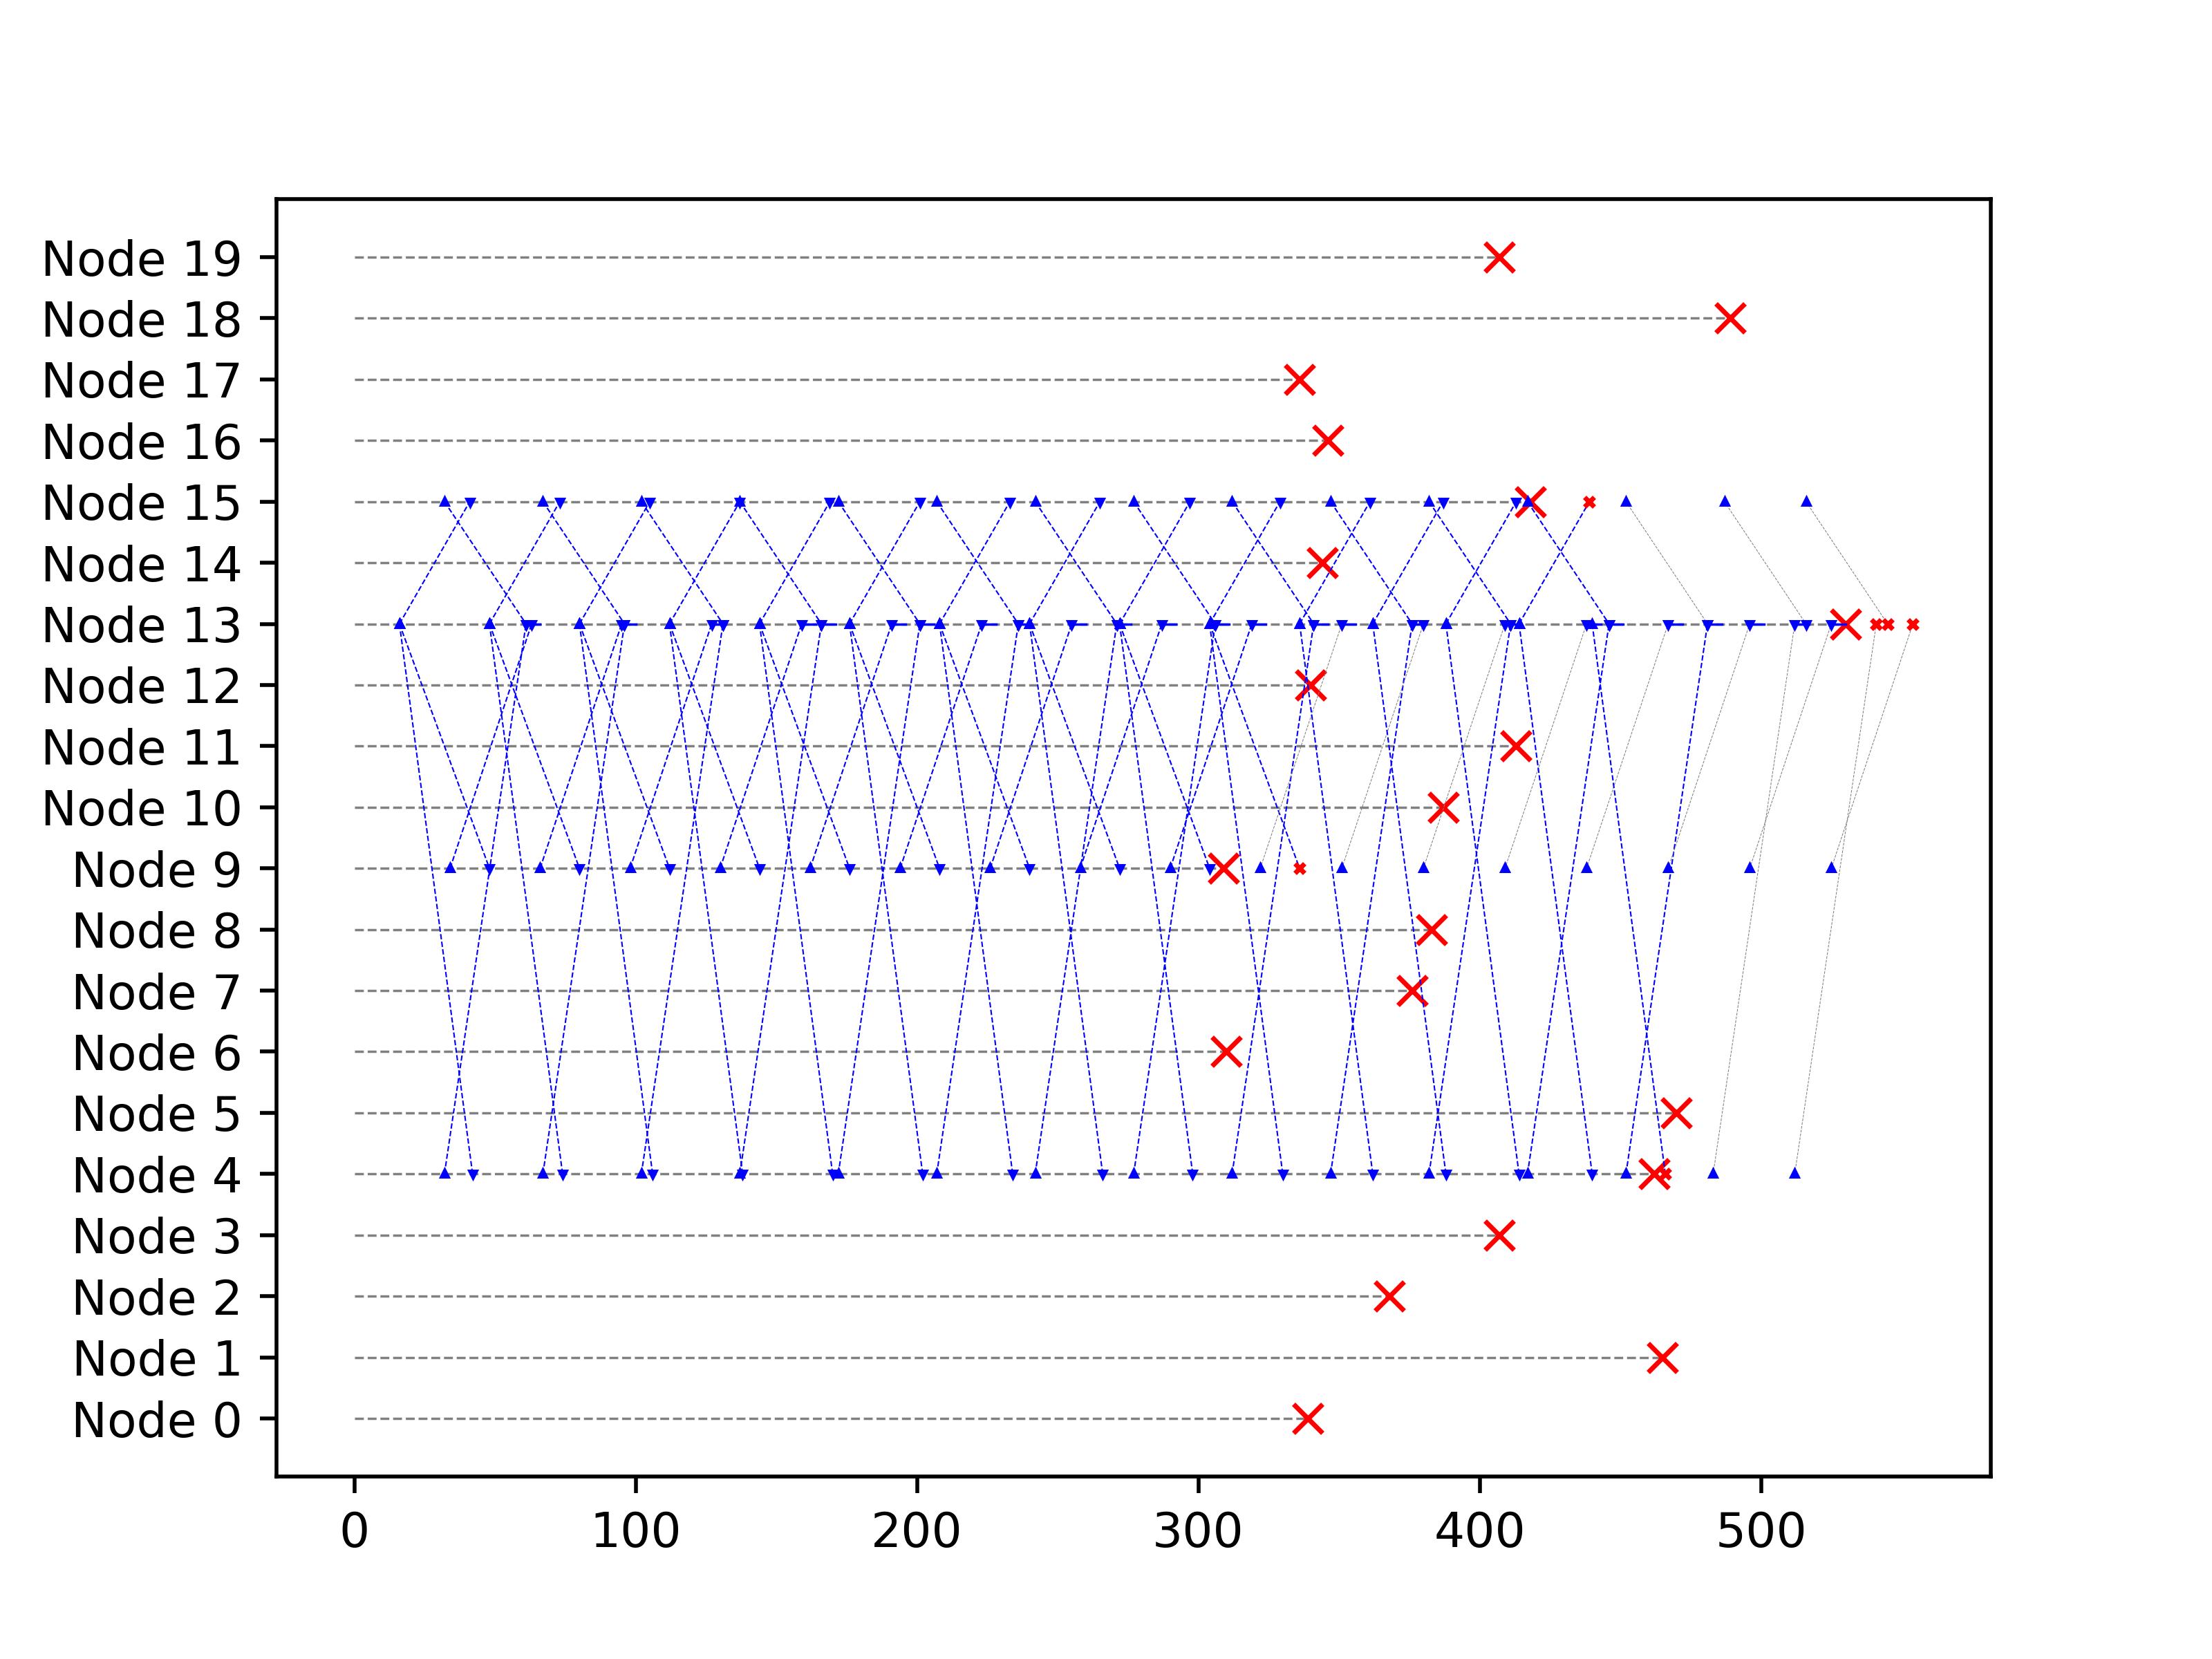 Node 19
Node 18
Node 17
Node 16
Node 15
Node 14
Node 13
Node 12
Node 11
Node 10
Node 9
Node 8
Node 7
Node 6
Node 5
Node 4
Node 3
Node 2
Node 1
Node 0
0 100 200 300 400 500